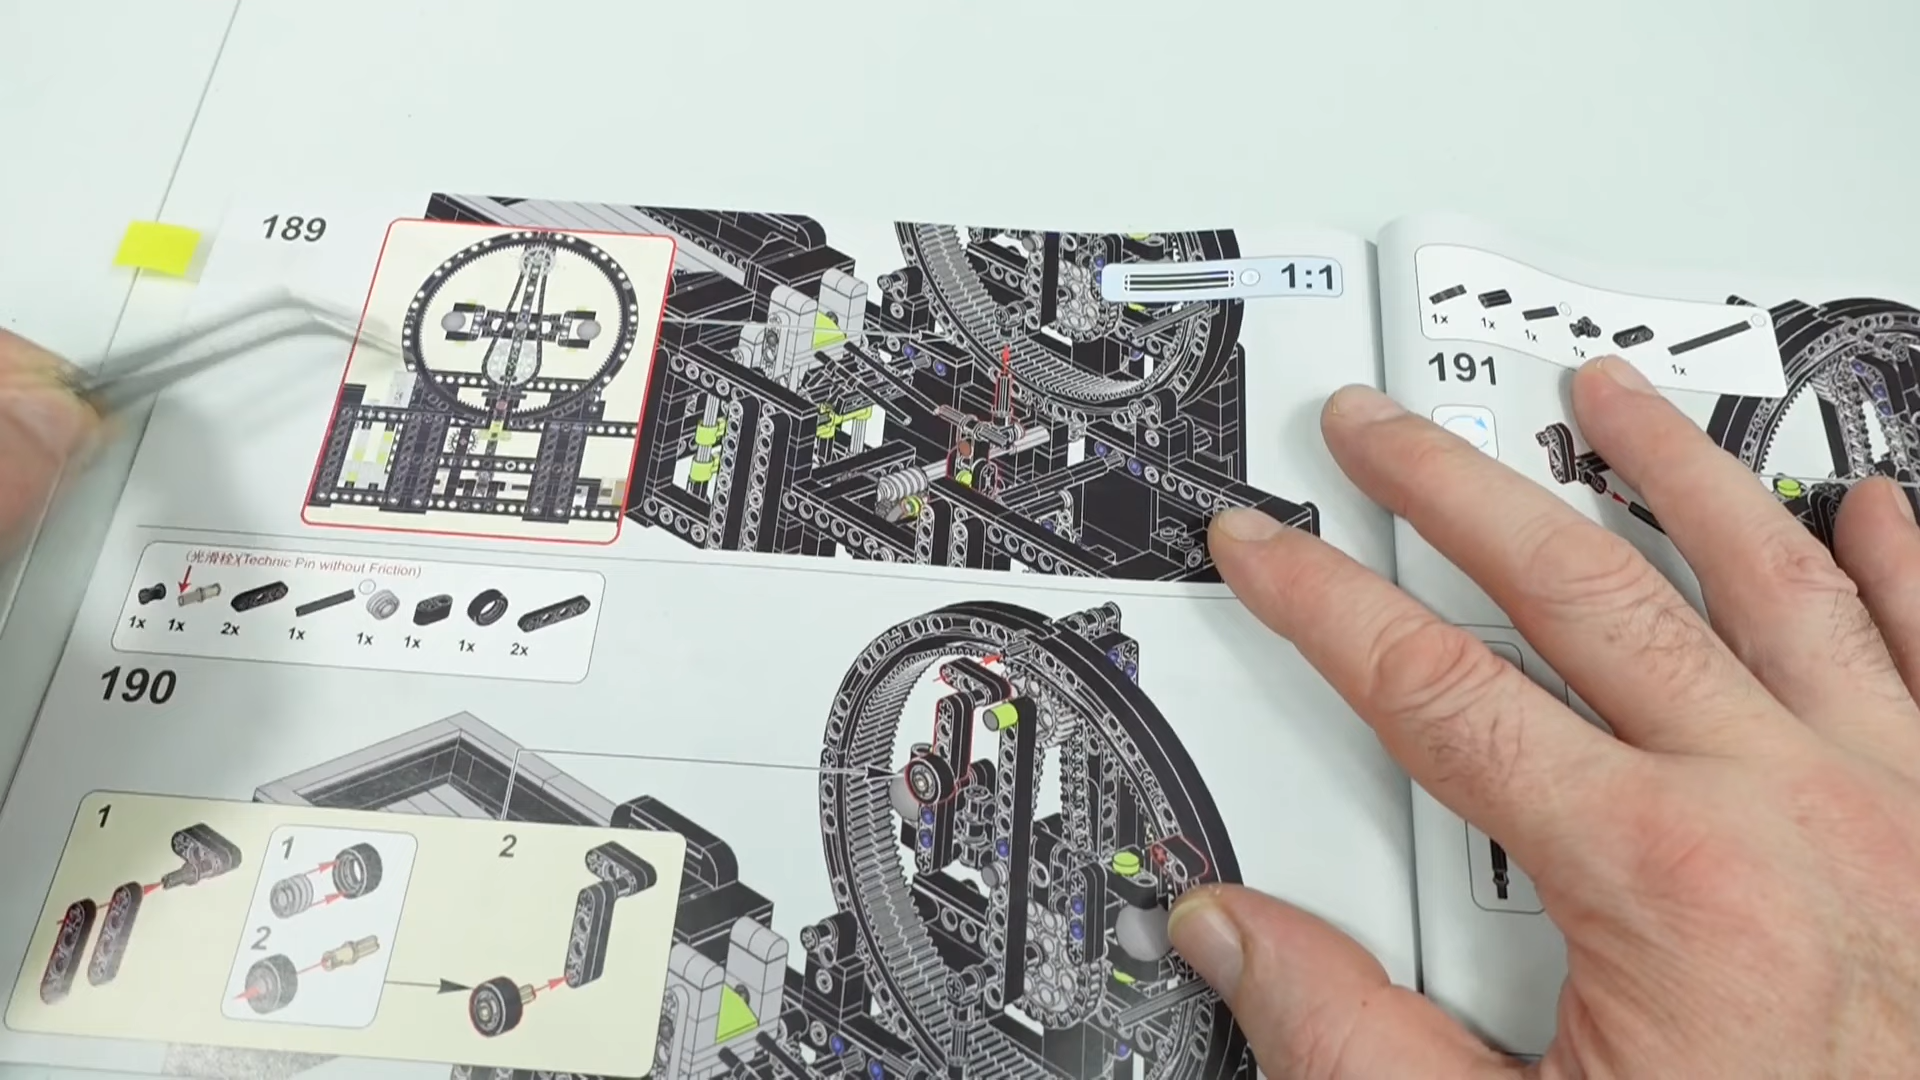 189
1:1
(光滑栓)(Technic Pin without Friction)
1x 1x 2x 1x 1x 1x 1x 2x
190
1
1
2
2
1x 1x 1x 1x 1x
191